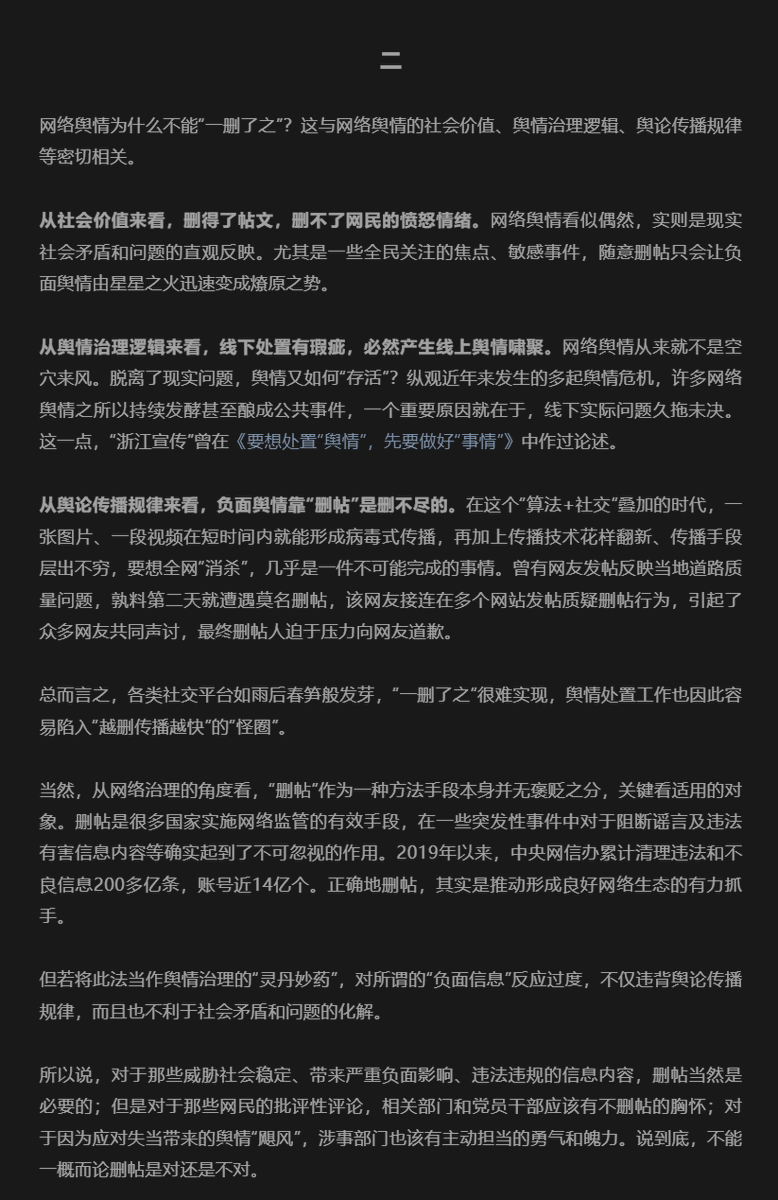 二
网络舆情为什么不能“一删了之”？这与网络舆情的社会价值、舆情治理逻辑、舆论传播规律
等密切相关。
从社会价值来看，删得了帖文，删不了网民的愤怒情绪。网络舆情看似偶然，实则是现实
社会矛盾和问题的直观反映。尤其是一些全民关注的焦点、敏感事件，随意删帖只会让负
面舆情由星星之火迅速变成燎原之势。
从舆情治理逻辑来看，线下处置有瑕疵，必然产生线上舆情啸聚。网络舆情从来就不是空
穴来风。脱离了现实问题，舆情又如何“存活”？纵观近年来发生的多起舆情危机，许多网络
舆情之所以持续发酵甚至酿成公共事件，一个重要原因就在于，线下实际问题久拖未决。
这一点，“浙江宣传”曾在《要想处置“舆情”，先要做好“事情”》中作过论述。
从舆论传播规律来看，负面舆情靠“删帖”是删不尽的。在这个“算法+社交”叠加的时代，一
张图片、一段视频在短时间内就能形成病毒式传播，再加上传播技术花样翻新、传播手段
层出不穷，要想全网“消杀”，几乎是一件不可能完成的事情。曾有网友发帖反映当地道路质
量问题，孰料第二天就遭遇莫名删帖，该网友接连在多个网站发帖质疑删帖行为，引起了
众多网友共同声讨，最终删帖人迫于压力向网友道歉。
总而言之，各类社交平台如雨后春笋般发芽，“一删了之”很难实现，舆情处置工作也因此容
易陷入“越删传播越快”的“怪圈”。
当然，从网络治理的角度看，“删帖”作为一种方法手段本身并无褒贬之分，关键看适用的对
象。删帖是很多国家实施网络监管的有效手段，在一些突发性事件中对于阻断谣言及违法
有害信息内容等确实起到了不可忽视的作用。2019年以来，中央网信办累计清理违法和不
良信息200多亿条，账号近14亿个。正确地删帖，其实是推动形成良好网络生态的有力抓
手。
但若将此法当作舆情治理的“灵丹妙药”，对所谓的“负面信息”反应过度，不仅违背舆论传播
规律，而且也不利于社会矛盾和问题的化解。
所以说，对于那些威胁社会稳定、带来严重负面影响、违法违规的信息内容，删帖当然是
必要的；但是对于那些网民的批评性评论，相关部门和党员干部应该有不删帖的胸怀；对
于因为应对失当带来的舆情“飓风”，涉事部门也该有主动担当的勇气和魄力。说到底，不能
一概而论删帖是对还是不对。